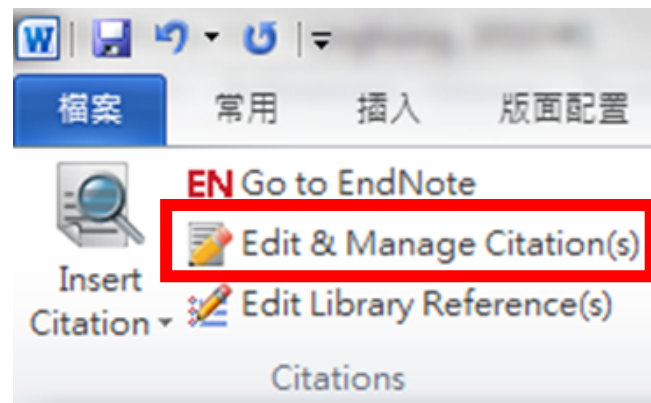 W
檔案 常用 插入 版面配置
EN Go to EndNote
Edit & Manage Citation(s)
Insert Citation
Edit Library Reference(s)
Citations